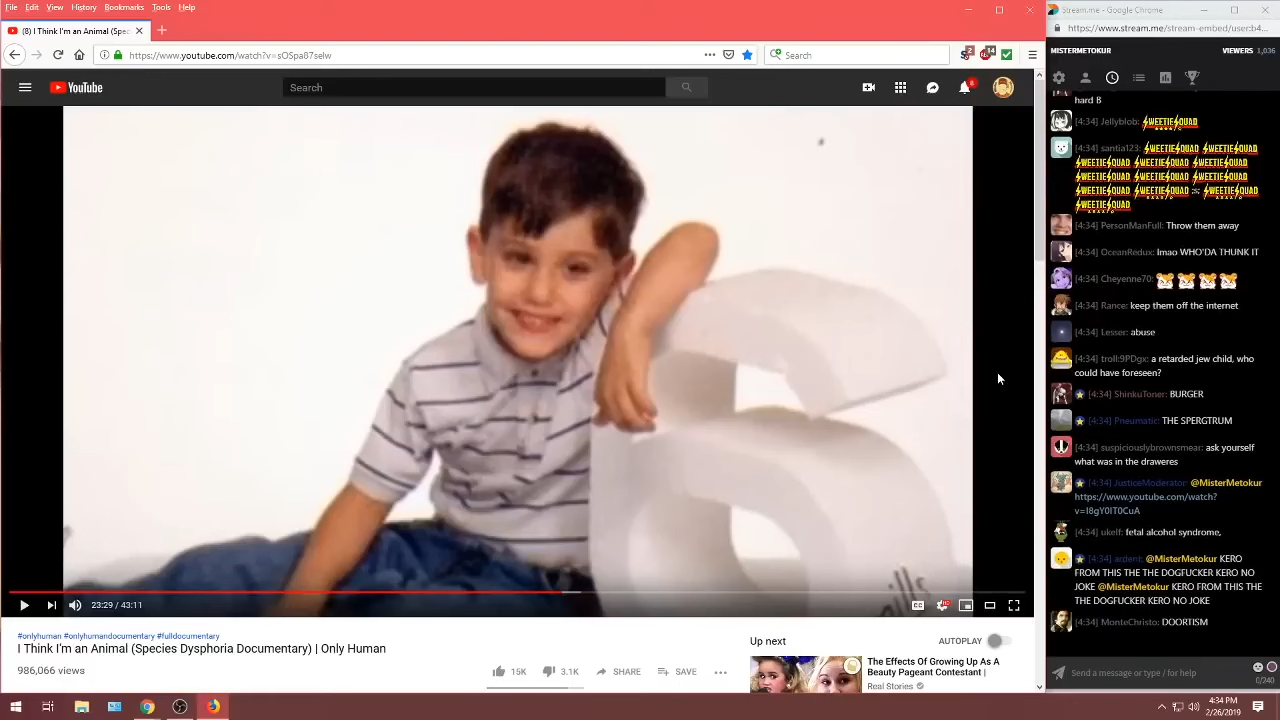 File Edit View History Bookmarks Tools Help
(8) I Think I'm an Animal (Spec
https://www.youtube.com/watch?v=sOSpa87selw
Search
2
14
YouTube
Search
8
23:29 / 43:11
CC
HD
#onlyhuman #onlyhumandocumentary #fulldocumentary
I Think I'm an Animal (Species Dysphoria Documentary) | Only Human
986,066 views
15K
3.1K
SHARE
SAVE
Up next
AUTOPLAY
The Effects Of Growing Up As A
Beauty Pageant Contestant |
Real Stories
Stream.me - Google Chrome
https://www.stream.me/stream-embed/user:b4...
MISTERMETOKUR
VIEWERS 1,036
hard B
[4:34] Jellyblob: SWEETIESQUAD
[4:34] santia123: SWEETIESQUAD SWEETIESQUAD
SWEETIESQUAD SWEETIESQUAD SWEETIESQUAD
SWEETIESQUAD SWEETIESQUAD SWEETIESQUAD
SWEETIESQUAD SWEETIESQUAD SWEETIESQUAD
SWEETIESQUAD
[4:34] PersonManFull: Throw them away
[4:34] OceanRedux: lmao WHO'DA THUNK IT
[4:34] Cheyenne70:
[4:34] Rance: keep them off the internet
[4:34] Lesser: abuse
[4:34] troll:9PDgx: a retarded jew child, who
could have foreseen?
[4:34] ShinkuToner: BURGER
[4:34] Pneumatic: THE SPERGTRUM
[4:34] suspiciouslybrownsmear: ask yourself
what was in the draweres
[4:34] JusticeModerator: @MisterMetokur
https://www.youtube.com/watch?
v=I8gY0IT0CuA
[4:34] ukelf: fetal alcohol syndrome,
[4:34] ardent: @MisterMetokur KERO
FROM THIS THE THE DOGFUCKER KERO NO
JOKE @MisterMetokur KERO FROM THIS THE
THE DOGFUCKER KERO NO JOKE
[4:34] MonteChristo: DOORTISM
Send a message or type / for help
0/240
4:34 PM
2/26/2019